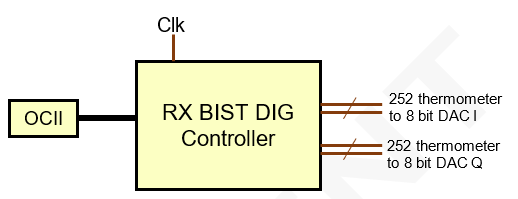 Clk
OCII
RX BIST DIG
Controller
252 thermometer
to 8 bit DAC I
252 thermometer
to 8 bit DAC Q